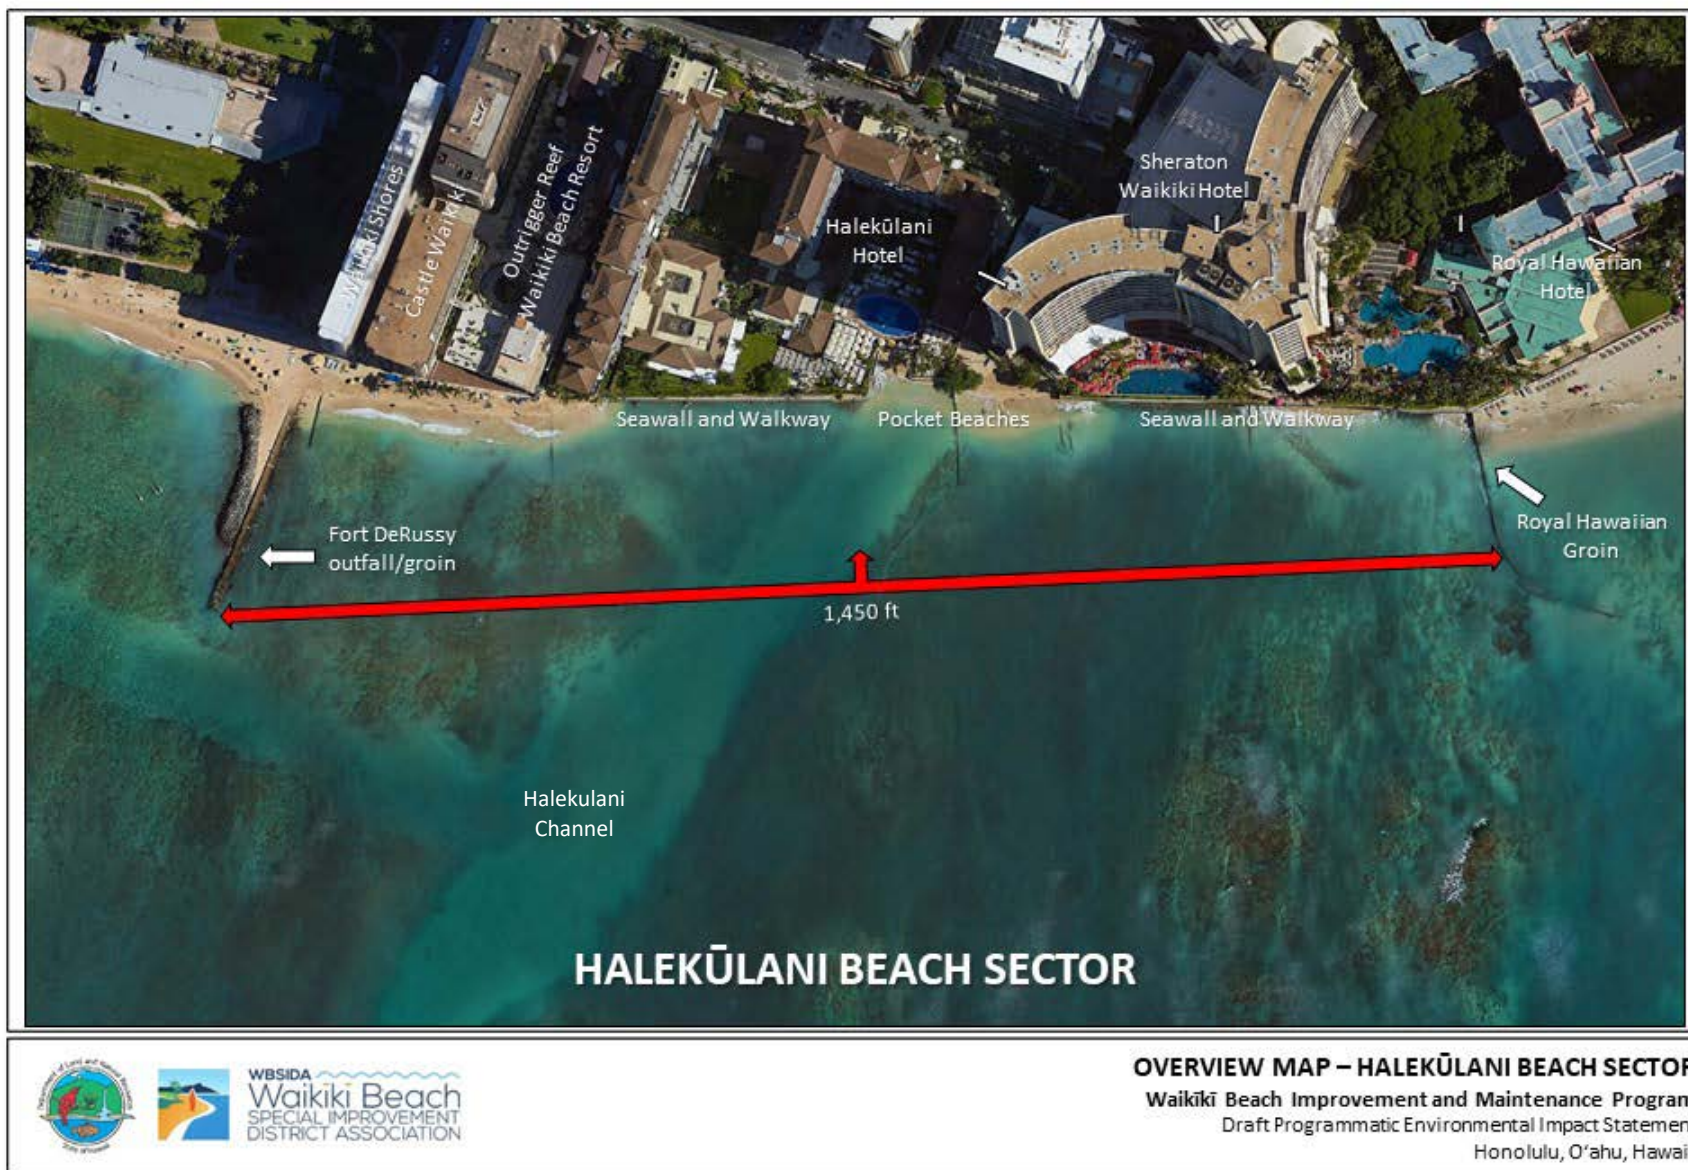 Waikiki Shores
Castle Waikiki
Outrigger Reef
Waikiki Beach Resort
Halekūlani
Hotel
Sheraton
Waikiki Hotel
Royal Hawaiian
Hotel
Seawall and Walkway
Pocket Beaches
Seawall and Walkway
Fort DeRussy
outfall/groin
Royal Hawaiian
Groin
1,450 ft
Halekulani
Channel
HALEKŪLANI BEACH SECTOR
WBSIDA
Waikīkī Beach
SPECIAL IMPROVEMENT
DISTRICT ASSOCIATION
OVERVIEW MAP – HALEKŪLANI BEACH SECTOR
Waikīkī Beach Improvement and Maintenance Program
Draft Programmatic Environmental Impact Statement
Honolulu, Oʻahu, Hawai